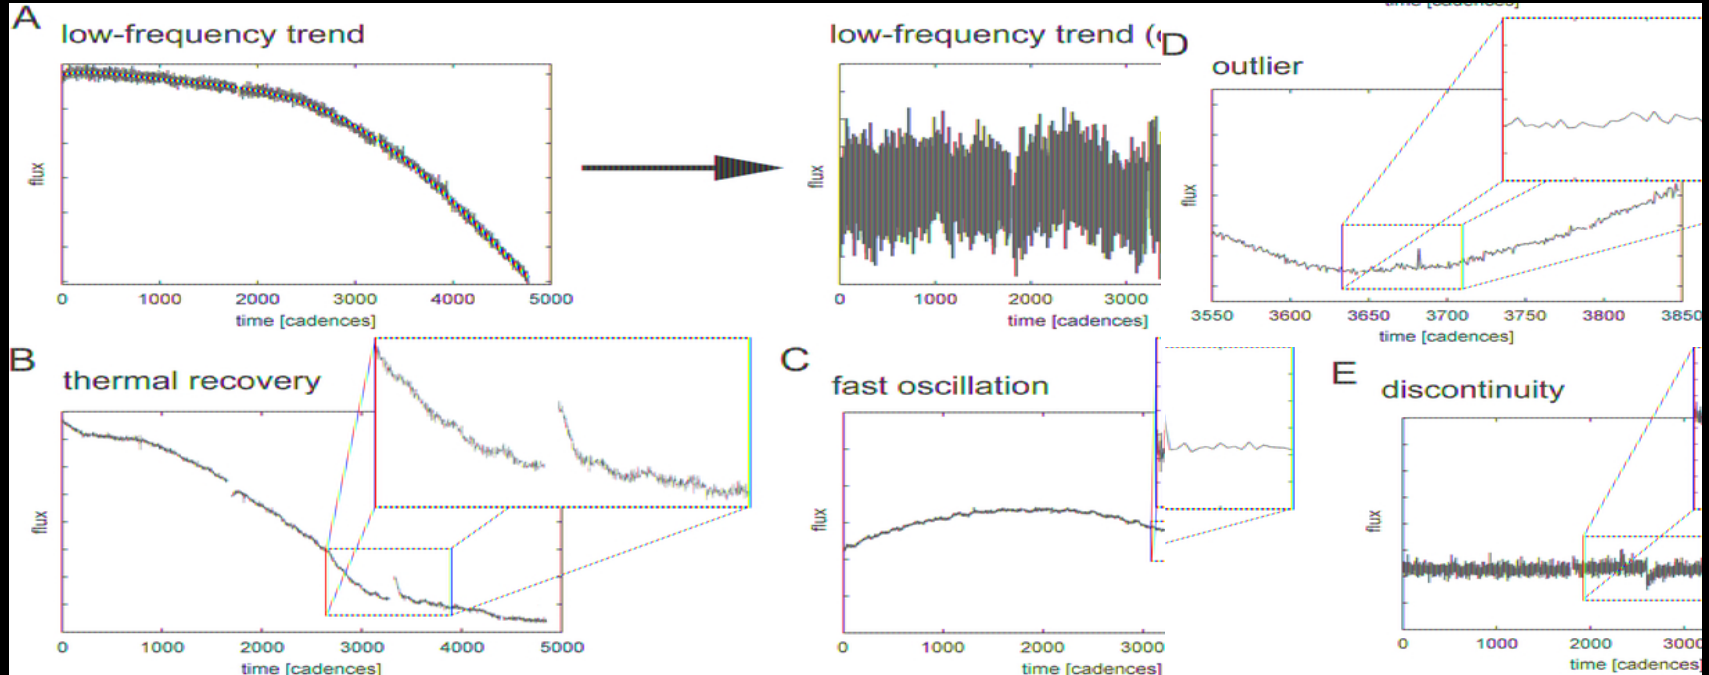 A
low-frequency trend
flux
0 1000 2000 3000 4000 5000
time [cadences]
low-frequency trend (
flux
0 1000 2000 3000
time [cadences]
time [cadences]
D
outlier
flux
3550 3600 3650 3700 3750 3800 3850
time [cadences]
B
thermal recovery
flux
0 1000 2000 3000 4000 5000
time [cadences]
C
fast oscillation
flux
0 1000 2000 3000
time [cadences]
E
discontinuity
flux
0 1000 2000 300
time [cadences]